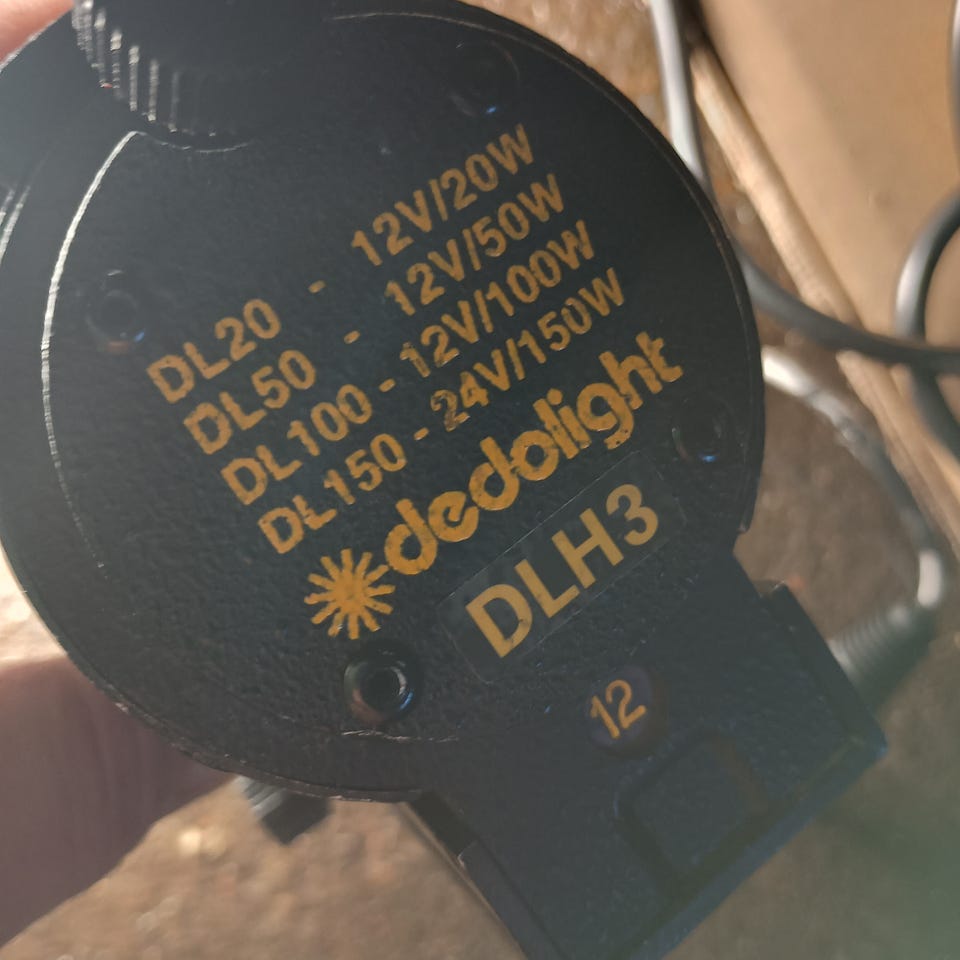 DL20 - 12V/20W
DL50 - 12V/50W
DL100 - 12V/100W
DL150 - 24V/150W
dedolight
DLH3
12